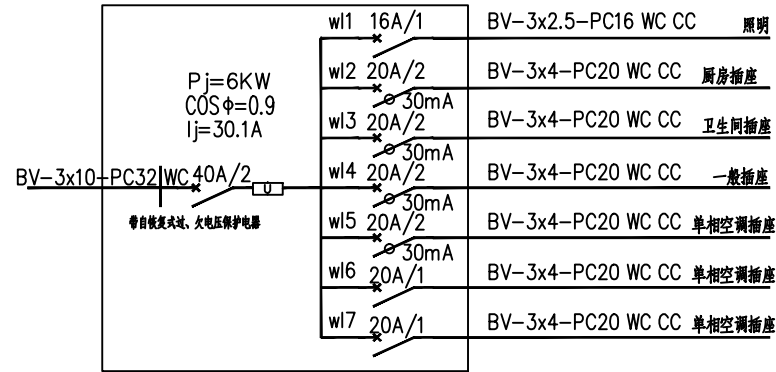 wl1 16A/1 BV-3x2.5-PC16 WC CC 照明
wl2 20A/2 BV-3x4-PC20 WC CC 厨房插座
30mA
wl3 20A/2 BV-3x4-PC20 WC CC 卫生间插座
30mA
Pj=6KW
COSΦ=0.9
Ij=30.1A
BV-3x10-PC32 WC 40A/2 U
带自恢复式过、欠电压保护电器
wl4 20A/2 BV-3x4-PC20 WC CC 一般插座
30mA
wl5 20A/2 BV-3x4-PC20 WC CC 单相空调插座
30mA
wl6 20A/1 BV-3x4-PC20 WC CC 单相空调插座
wl7 20A/1 BV-3x4-PC20 WC CC 单相空调插座